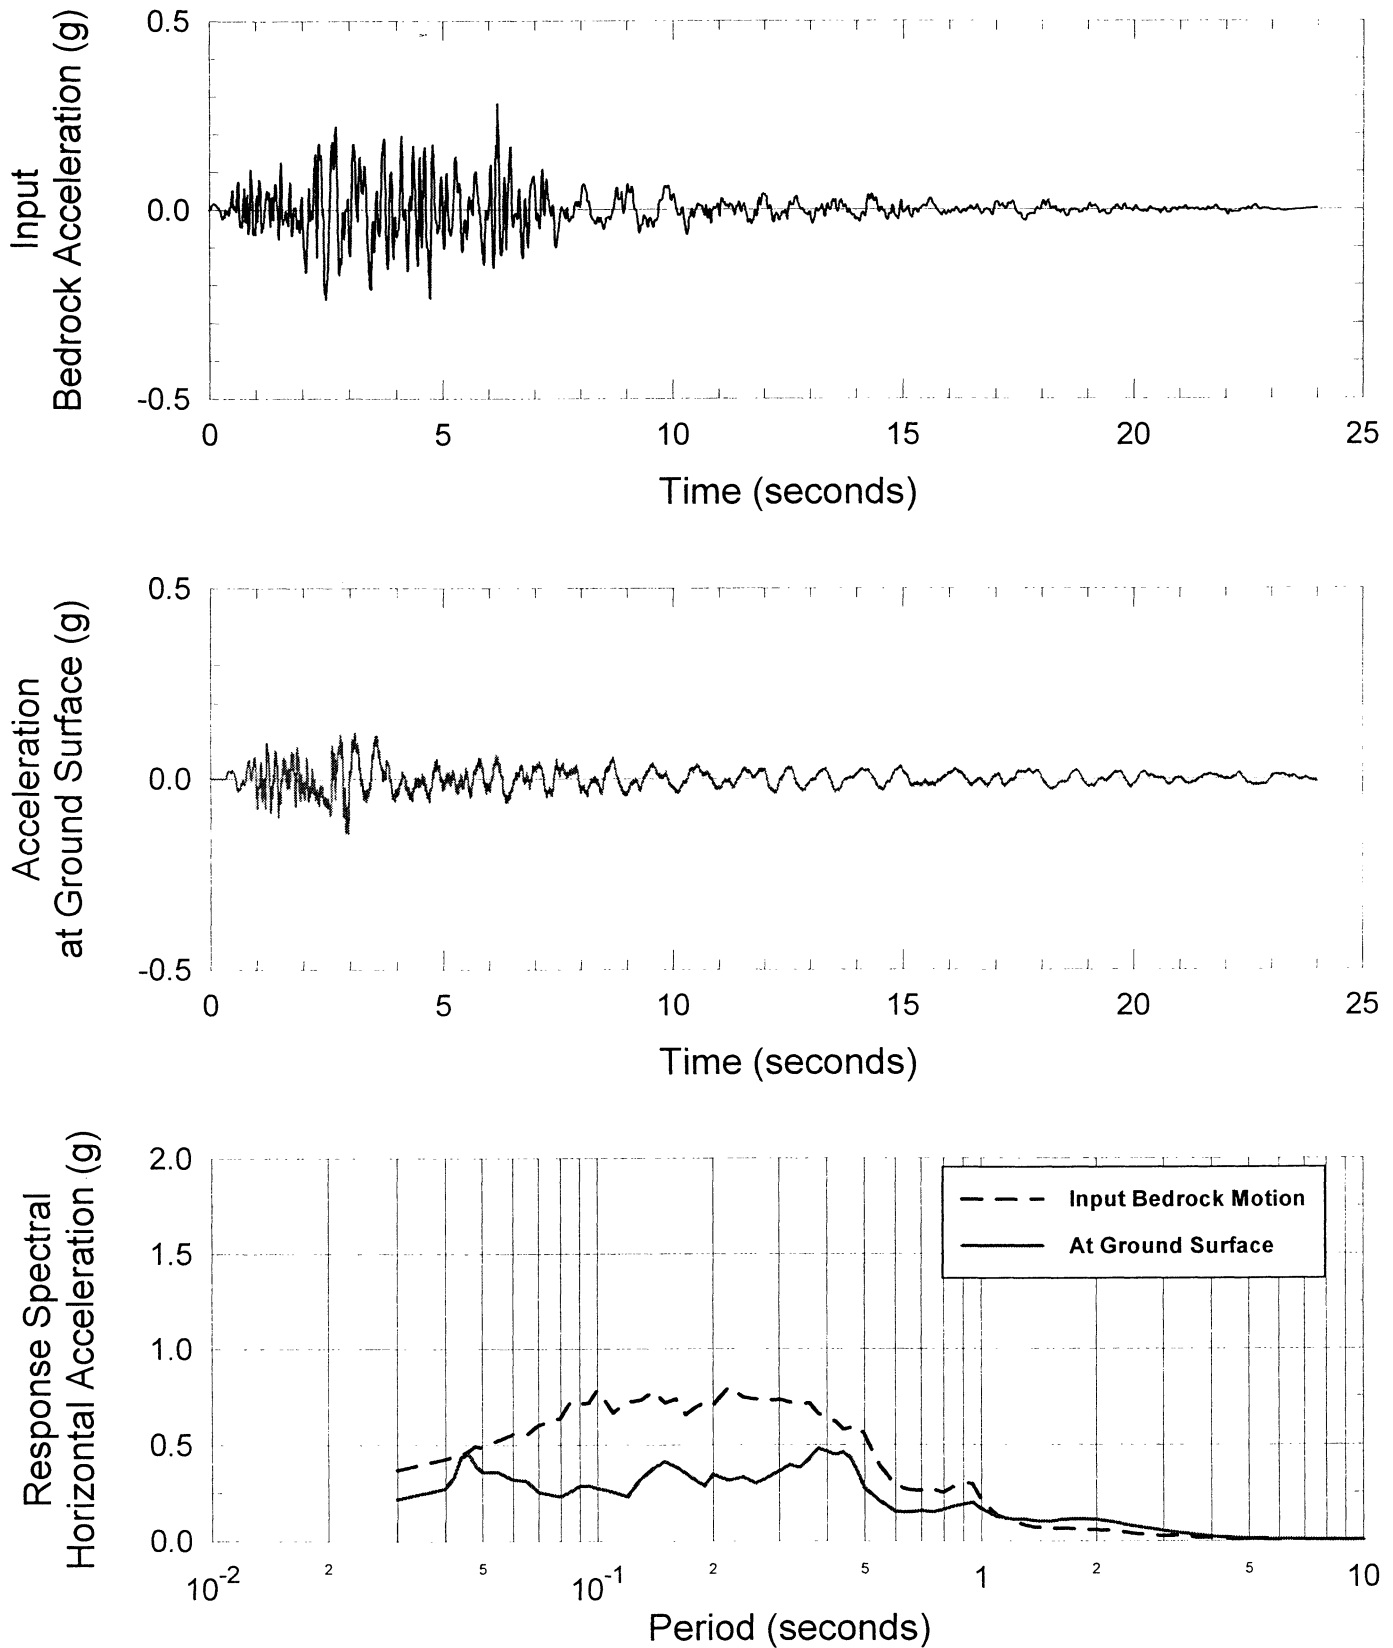 Input
Bedrock Acceleration (g)
0.5
0.0
-0.5
0 5 10 15 20 25
Time (seconds)
Acceleration
at Ground Surface (g)
0.5
0.0
-0.5
0 5 10 15 20 25
Time (seconds)
Response Spectral
Horizontal Acceleration (g)
2.0
1.5
1.0
0.5
0.0
Input Bedrock Motion
At Ground Surface
10-2 2 5 10-1 2 5 1 2 5 10
Period (seconds)